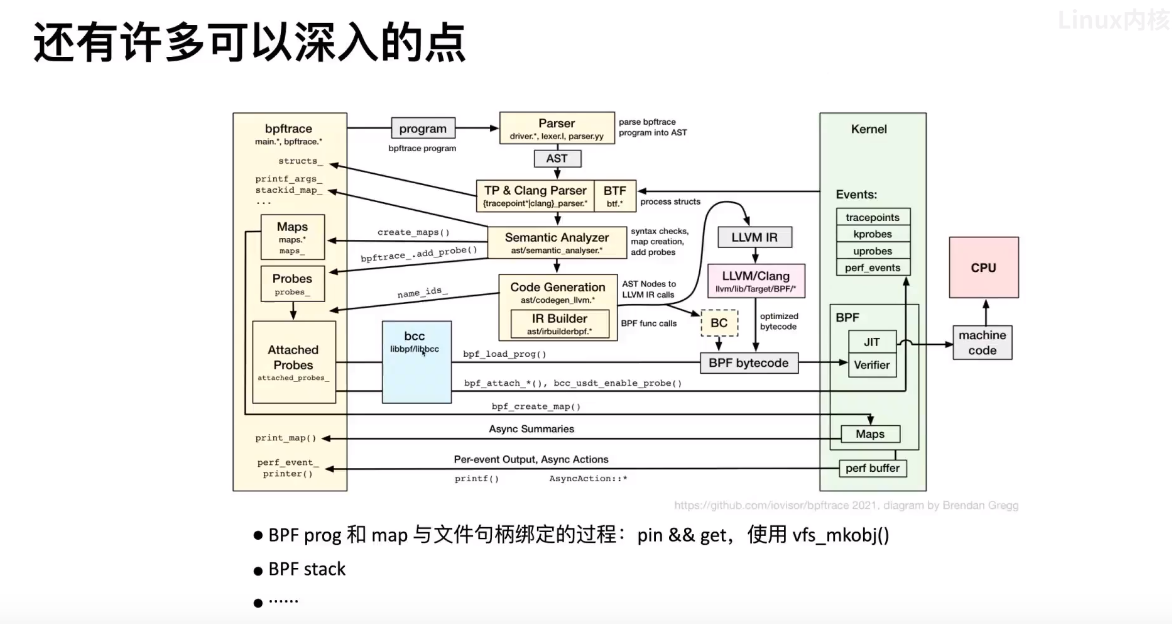 Linux内核
还有许多可以深入的点
bpftrace
main.*, bpftrace.*
structs_
printf_args_
stackid_map_
...
Maps
maps.*
maps_
Probes
probes_
Attached
Probes
attached_probes_
print_map()
perf_event_
printer()
program
bpftrace program
Parser
driver.*, lexer.l, parser.yy
parse bpftrace
program into AST
AST
TP & Clang Parser
{tracepoint*|clang}_parser.*
BTF
btf.*
process structs
create_maps()
bpftrace_.add_probe()
Semantic Analyzer
ast/semantic_analyser.*
syntax checks,
map creation,
add probes
name_ids_
Code Generation
ast/codegen_llvm.*
IR Builder
ast/irbuilderbpf.*
AST Nodes to
LLVM IR calls
BPF func calls
LLVM IR
LLVM/Clang
llvm/lib/Target/BPF/*
BC
optimized
bytecode
BPF bytecode
bcc
libbpf/libbcc
bpf_load_prog()
bpf_attach_*(), bcc_usdt_enable_probe()
bpf_create_map()
Async Summaries
Per-event Output, Async Actions
printf()
AsyncAction::*
Kernel
Events:
tracepoints
kprobes
uprobes
perf_events
BPF
JIT
Verifier
Maps
perf buffer
CPU
machine
code
https://github.com/iovisor/bpftrace 2021, diagram by Brendan Gregg
● BPF prog 和 map 与文件句柄绑定的过程：pin && get，使用 vfs_mkobj()
● BPF stack
● ……